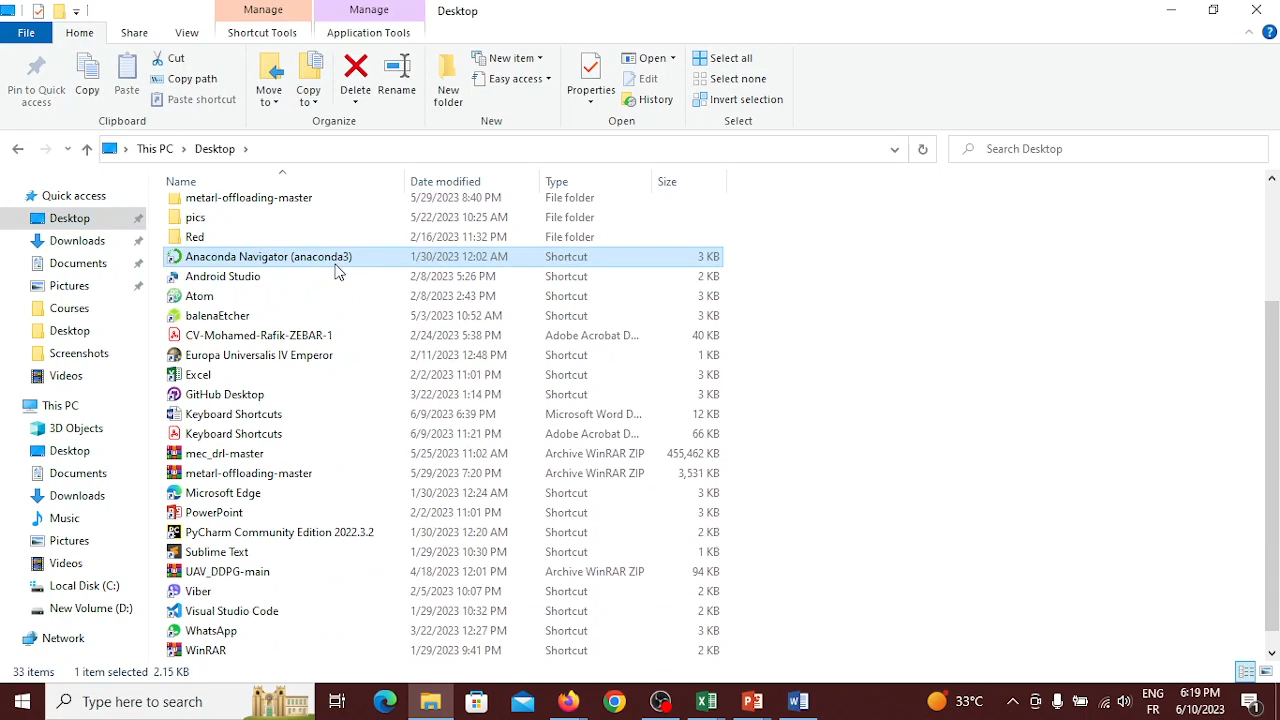 Manage
Manage
Desktop
File
Home
Share
View
Shortcut Tools
Application Tools
Pin to Quick access
Copy
Paste
Cut
Copy path
Paste shortcut
Move to
Copy to
Delete
Rename
New folder
New item
Easy access
Properties
Open
Edit
History
Select all
Select none
Invert selection
Clipboard
Organize
New
Open
Select
This PC
Desktop
Search Desktop
Name
Date modified
Type
Size
Quick access
Desktop
Downloads
Documents
Pictures
Courses
Desktop
Screenshots
Videos
This PC
3D Objects
Desktop
Documents
Downloads
Music
Pictures
Videos
Local Disk (C:)
New Volume (D:)
Network
metarl-offloading-master 5/29/2023 8:40 PM File folder
pics 5/22/2023 10:25 AM File folder
Red 2/16/2023 11:32 PM File folder
Anaconda Navigator (anaconda3) 1/30/2023 12:02 AM Shortcut 3 KB
Android Studio 2/8/2023 5:26 PM Shortcut 2 KB
Atom 2/8/2023 2:43 PM Shortcut 3 KB
balenaEtcher 5/3/2023 10:52 AM Shortcut 3 KB
CV-Mohamed-Rafik-ZEBAR-1 2/24/2023 5:38 PM Adobe Acrobat D... 40 KB
Europa Universalis IV Emperor 2/11/2023 12:48 PM Shortcut 1 KB
Excel 2/2/2023 11:01 PM Shortcut 3 KB
GitHub Desktop 3/22/2023 1:14 PM Shortcut 3 KB
Keyboard Shortcuts 6/9/2023 6:39 PM Microsoft Word D... 12 KB
Keyboard Shortcuts 6/9/2023 11:21 PM Adobe Acrobat D... 66 KB
mec_drl-master 5/25/2023 11:02 AM Archive WinRAR ZIP 455,462 KB
metarl-offloading-master 5/29/2023 7:20 PM Archive WinRAR ZIP 3,531 KB
Microsoft Edge 1/30/2023 12:24 AM Shortcut 3 KB
PowerPoint 2/2/2023 11:01 PM Shortcut 3 KB
PyCharm Community Edition 2022.3.2 1/30/2023 12:20 AM Shortcut 2 KB
Sublime Text 1/29/2023 10:30 PM Shortcut 1 KB
UAV_DDPG-main 4/18/2023 12:01 PM Archive WinRAR ZIP 94 KB
Viber 2/5/2023 10:07 PM Shortcut 2 KB
Visual Studio Code 1/29/2023 10:32 PM Shortcut 2 KB
WhatsApp 3/22/2023 12:27 PM Shortcut 3 KB
WinRAR 1/29/2023 9:41 PM Shortcut 2 KB
33 items 1 item selected 2.15 KB
Type here to search
33°C
ENG
FR
6:19 PM
6/10/2023
1